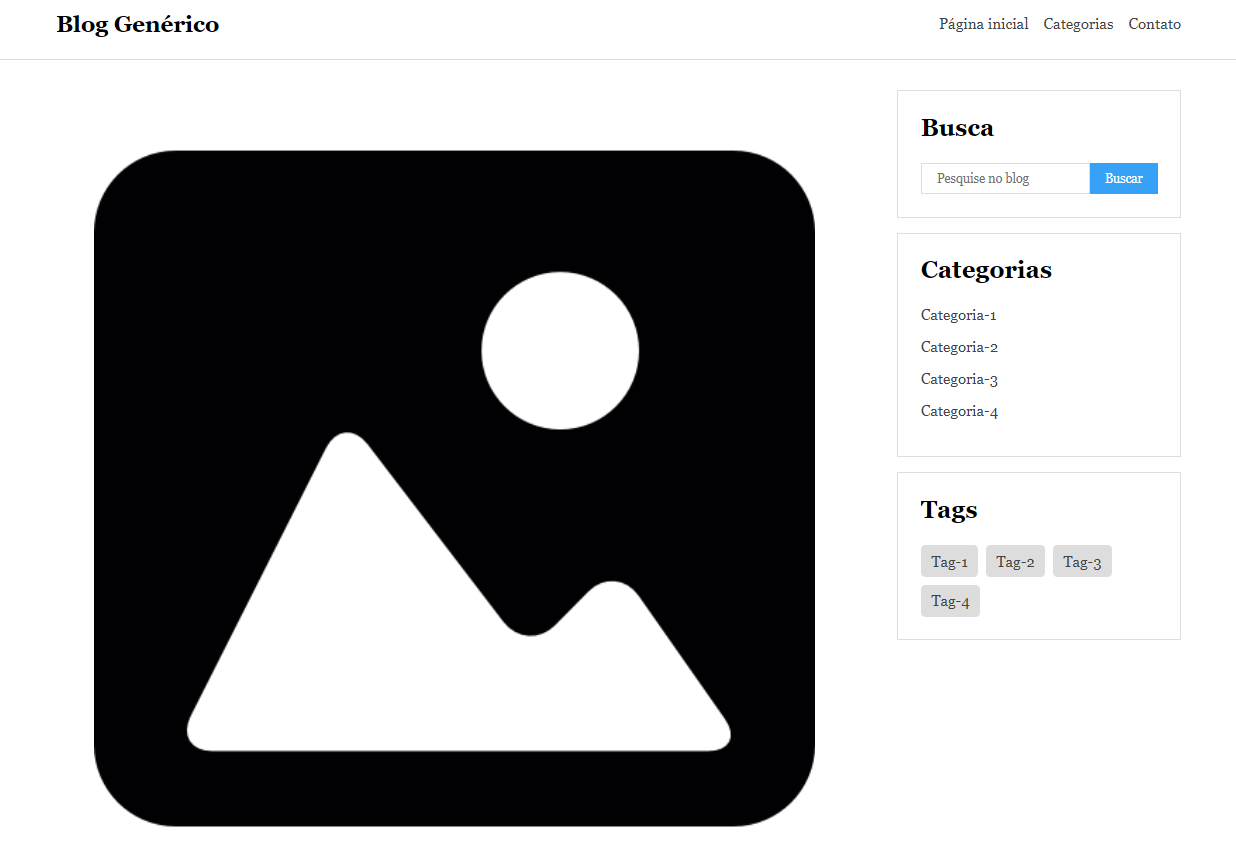 Blog Genérico
Página inicial Categorias Contato
Busca
Pesquise no blog Buscar
Categorias
Categoria-1
Categoria-2
Categoria-3
Categoria-4
Tags
Tag-1 Tag-2 Tag-3
Tag-4